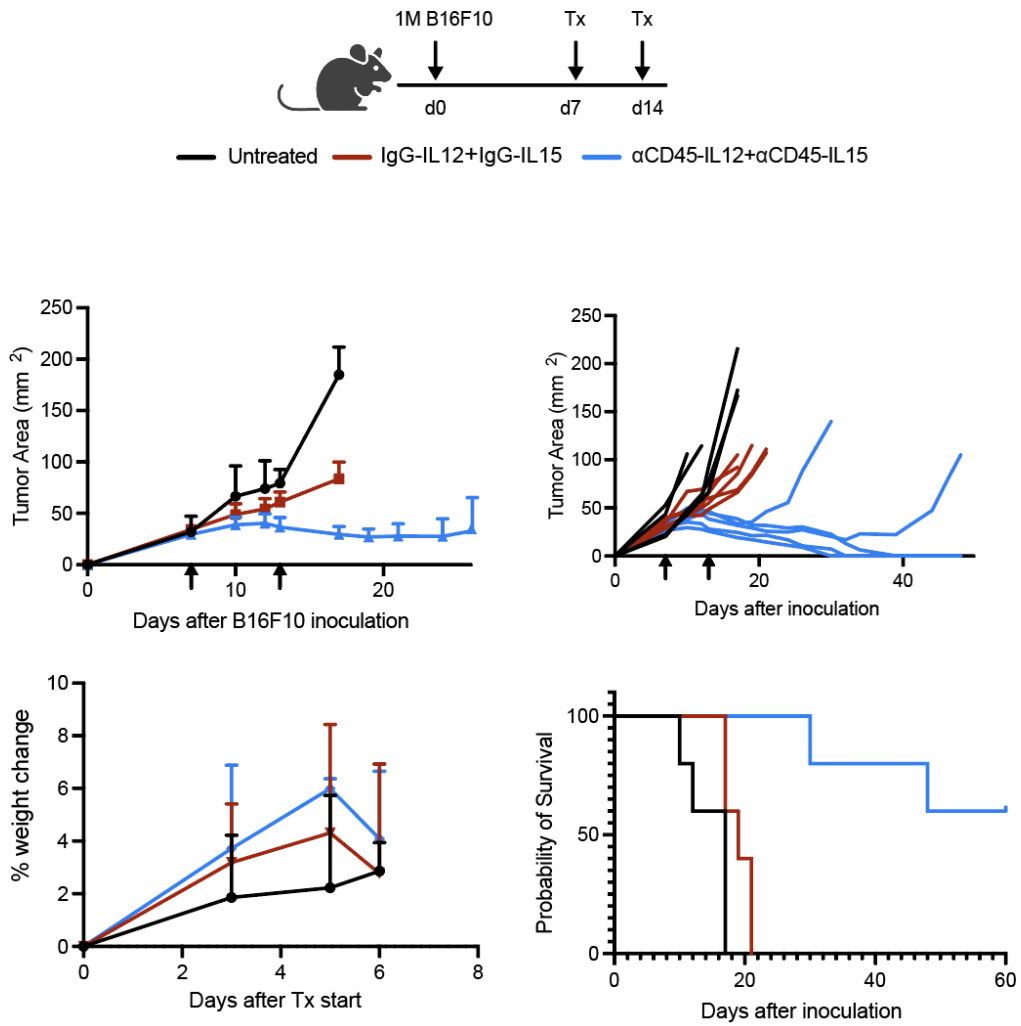 1M B16F10 Tx Tx
d0 d7 d14
Untreated IgG-IL12+IgG-IL15 αCD45-IL12+αCD45-IL15
Tumor Area (mm 2)
250
200
150
100
50
0
0 10 20
Days after B16F10 inoculation
Tumor Area (mm 2)
250
200
150
100
50
0
0 20 40
Days after inoculation
% weight change
10
8
6
4
2
0
0 2 4 6 8
Days after Tx start
Probability of Survival
100
50
0
0 20 40 60
Days after inoculation